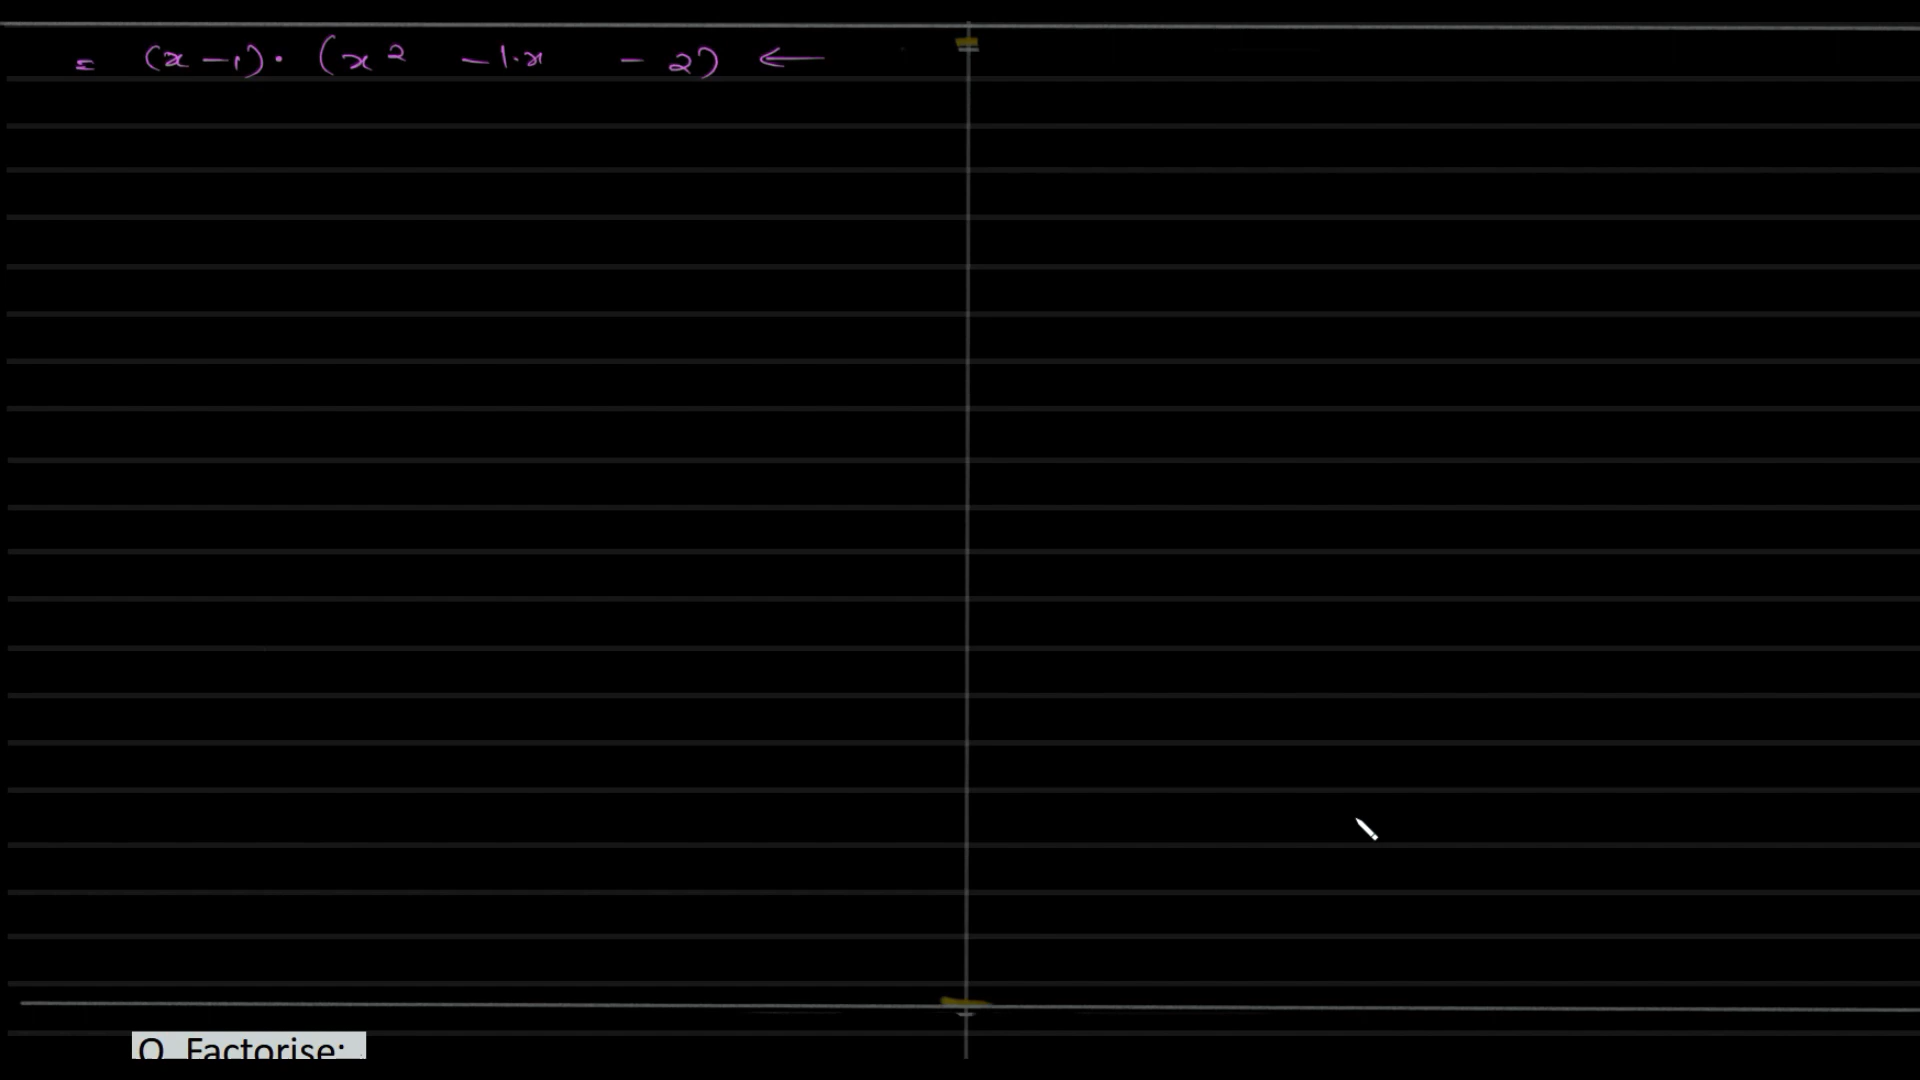 = (x-1)· (x² -1·x - 2) ←
Q. Factorise: